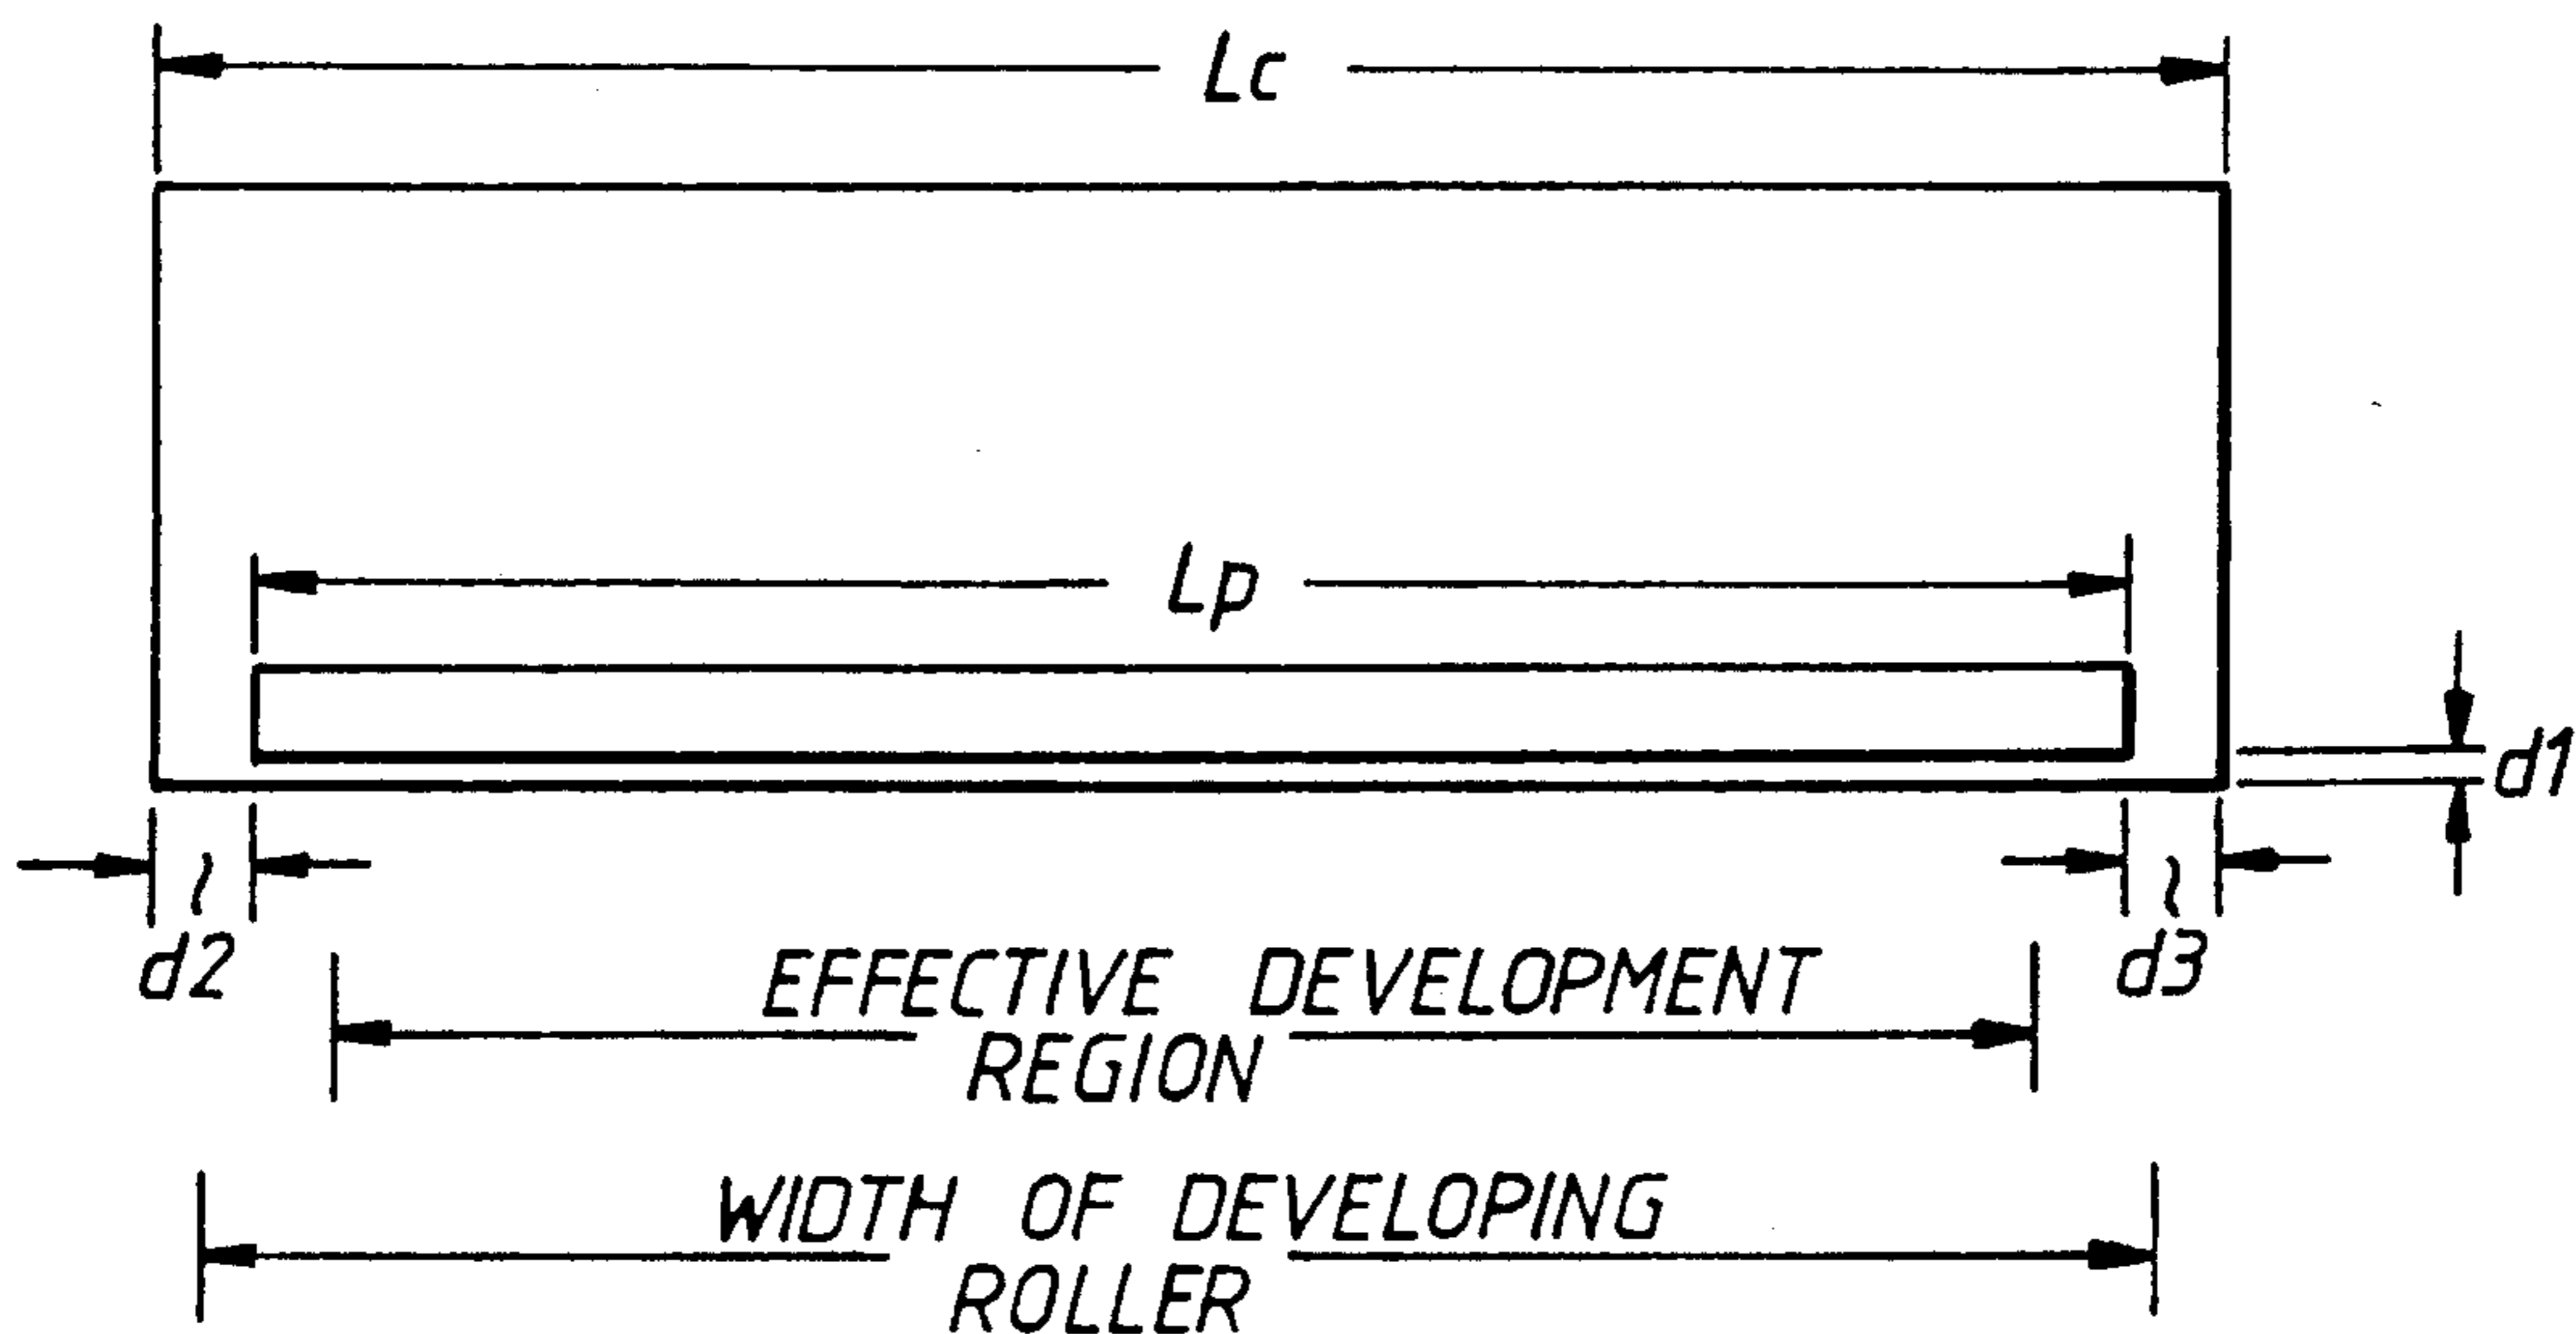 Lc
Lp
d1
d2
d3
EFFECTIVE DEVELOPMENT
REGION
WIDTH OF DEVELOPING
ROLLER